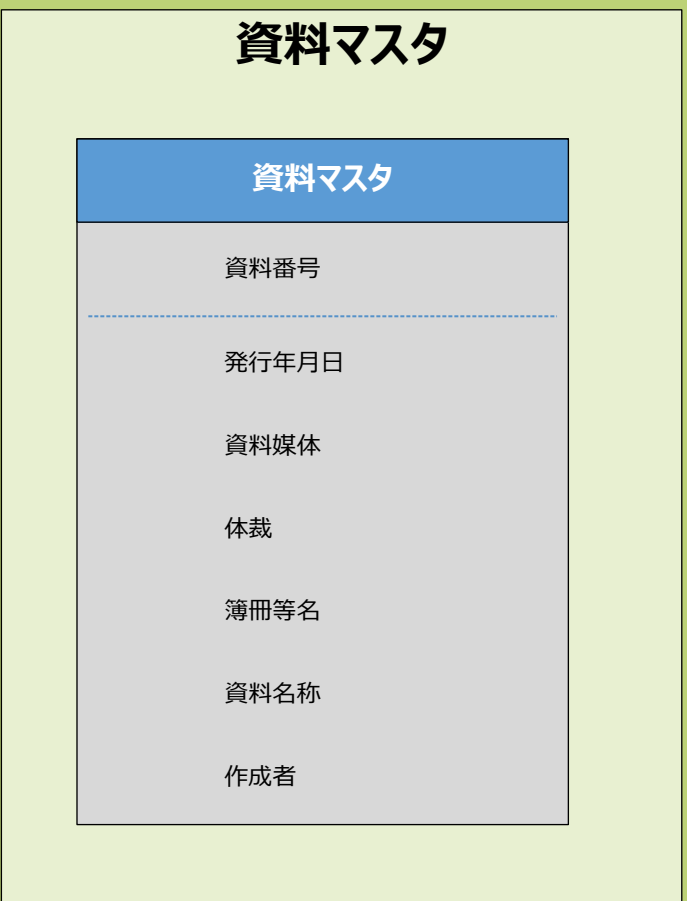 資料マスタ
資料マスタ
資料番号
発行年月日
資料媒体
体裁
簿冊等名
資料名称
作成者